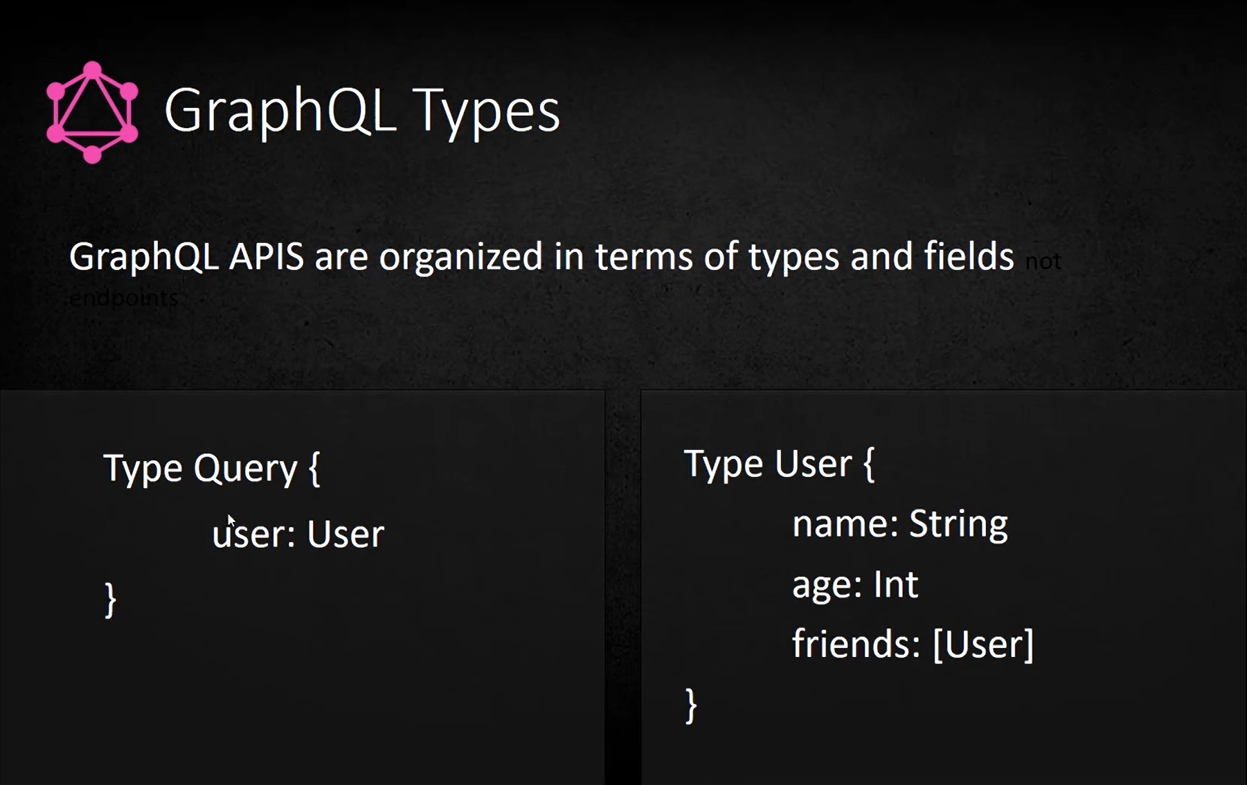 GraphQL Types
GraphQL APIS are organized in terms of types and fields not
endpoints
Type Query {
user: User
}
Type User {
name: String
age: Int
friends: [User]
}